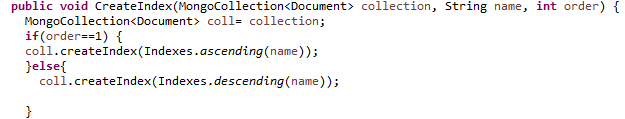 public void CreateIndex(MongoCollection<Document> collection, String name, int order) {
MongoCollection<Document> coll= collection;
if(order==1) {
coll.createIndex(Indexes.ascending(name));
}else{
coll.createIndex(Indexes.descending(name));
}